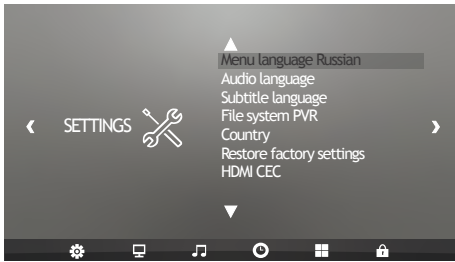 Menu language Russian
Audio language
Subtitle language
File system PVR
SETTINGS
Country
Restore factory settings
HDMI CEC